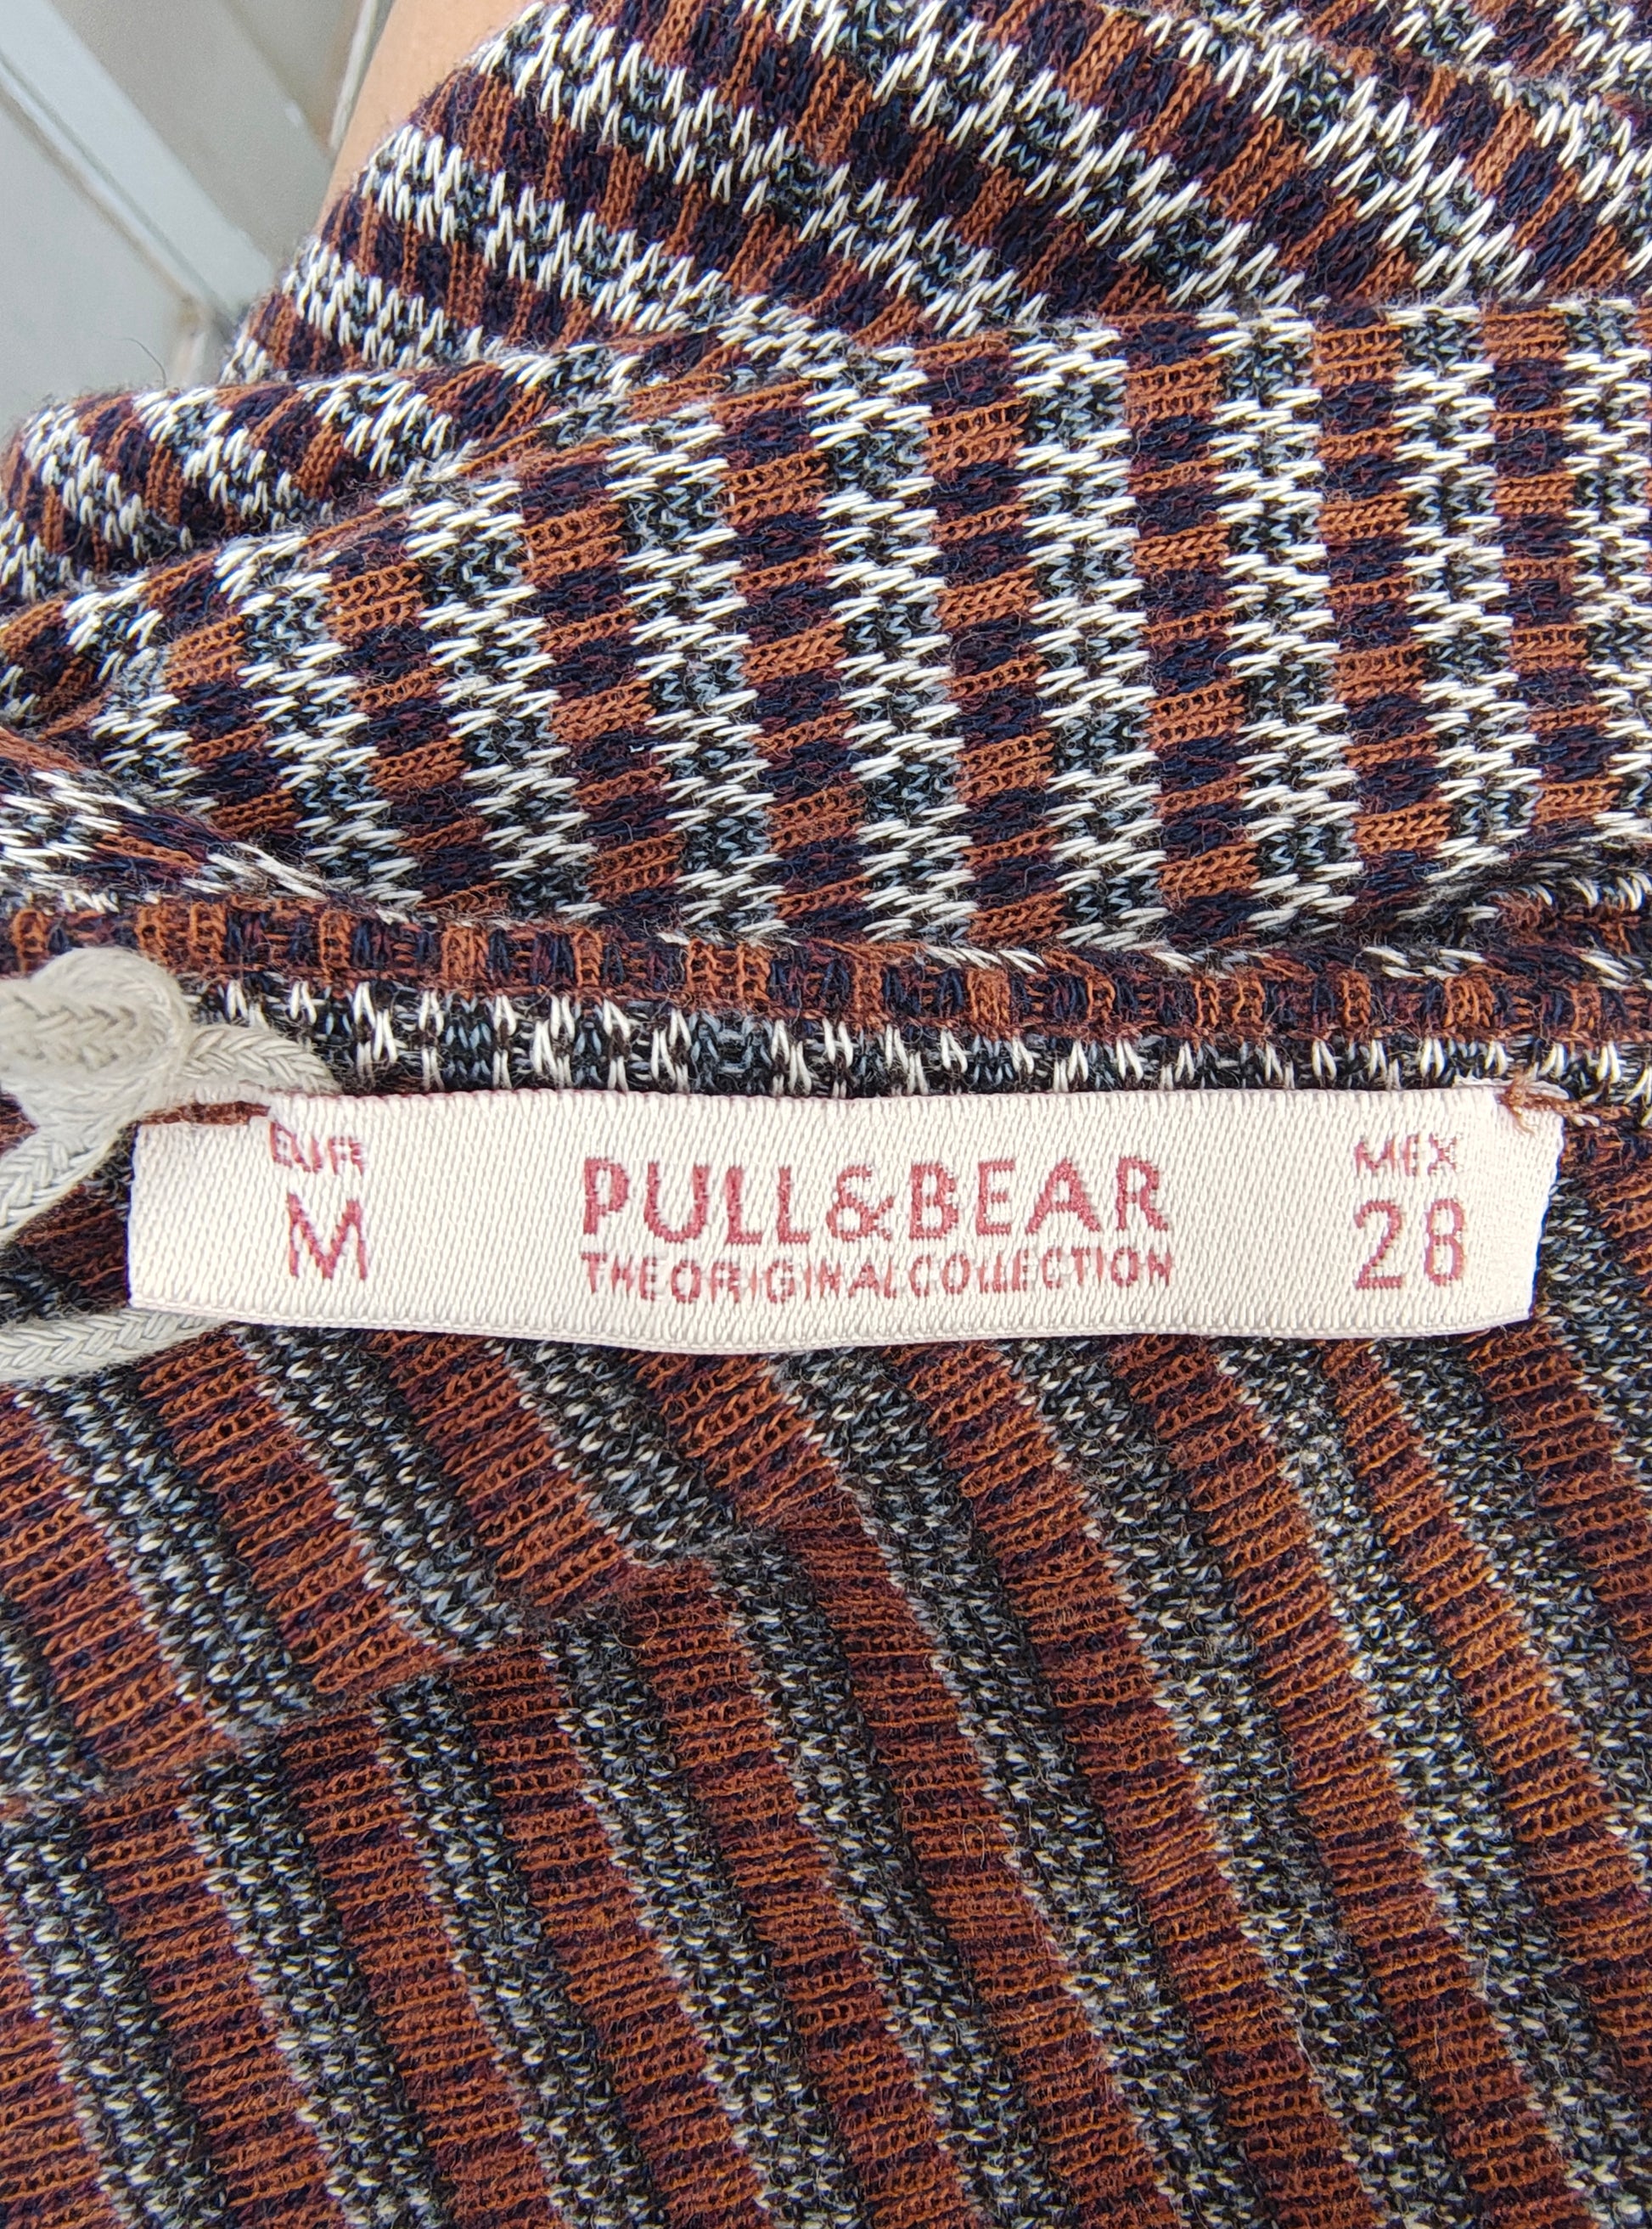 EUR
M
PULL&BEAR
THE ORIGINAL COLLECTION
MEX
28